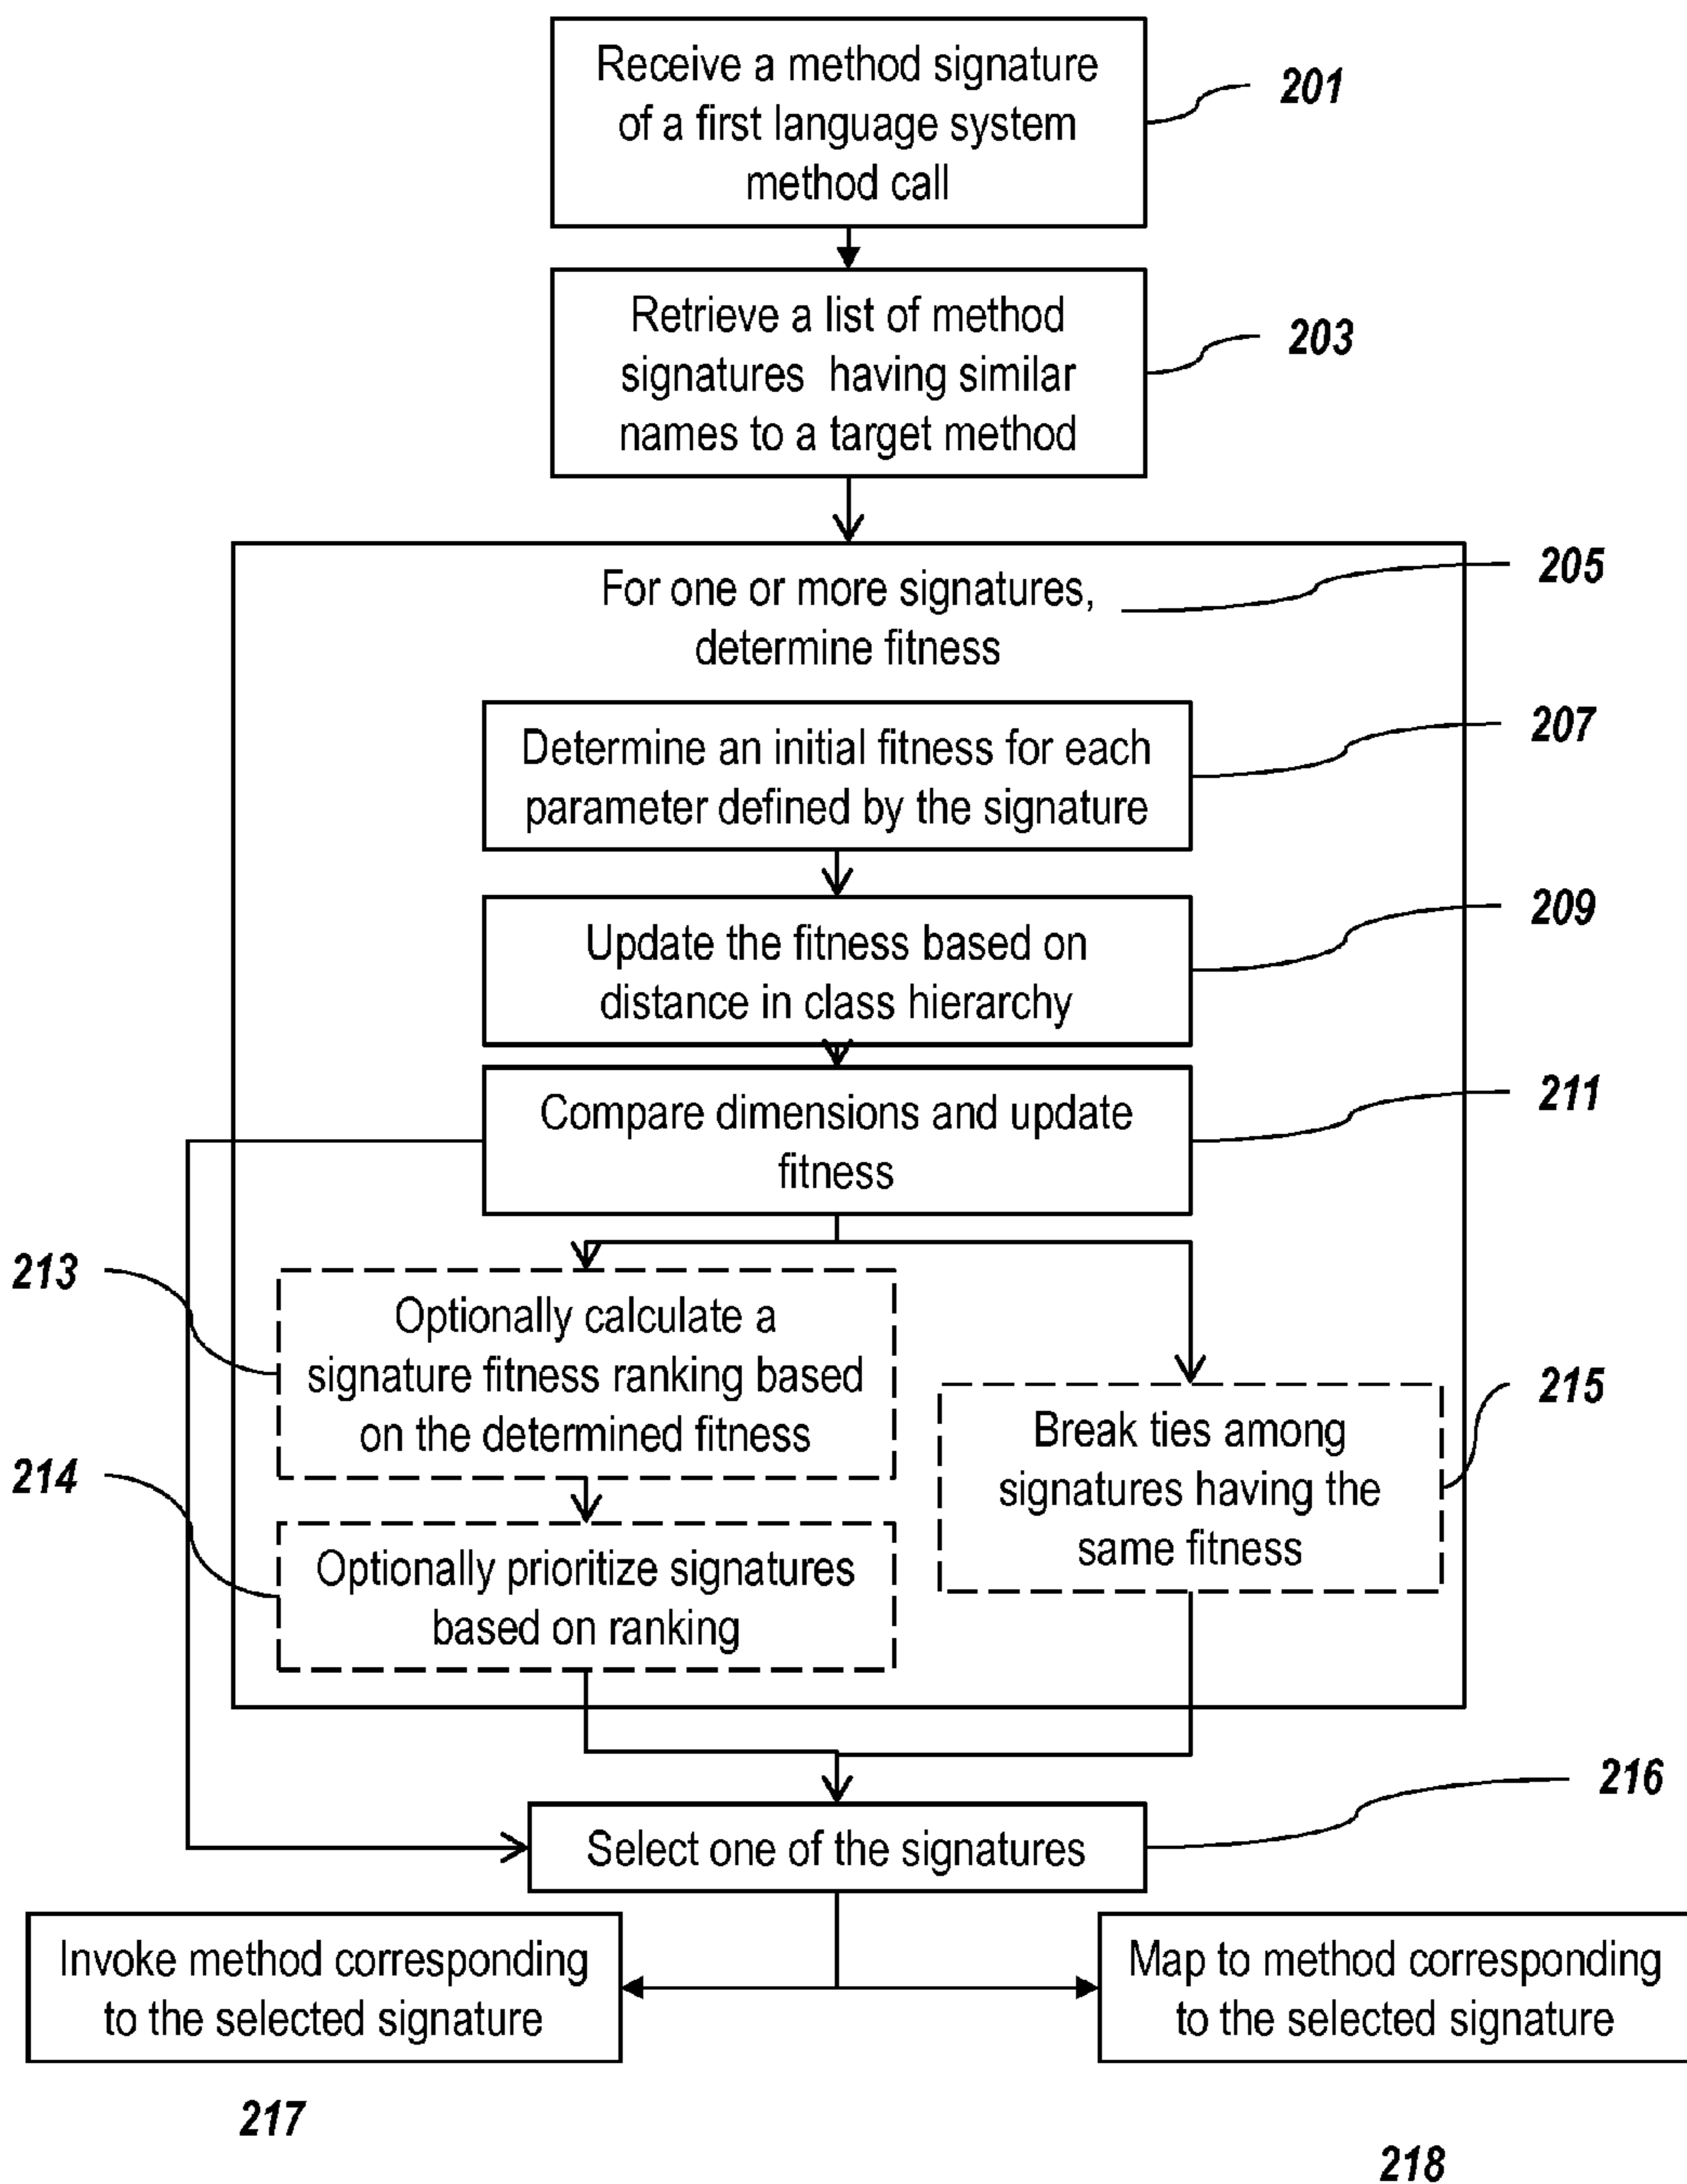 Receive a method signature
of a first language system
method call
201
Retrieve a list of method
signatures having similar
names to a target method
203
For one or more signatures,
determine fitness
205
Determine an initial fitness for each
parameter defined by the signature
207
Update the fitness based on
distance in class hierarchy
209
Compare dimensions and update
fitness
211
213
Optionally calculate a
signature fitness ranking based
on the determined fitness
214
Optionally prioritize signatures
based on ranking
Break ties among
signatures having the
same fitness
215
Select one of the signatures
216
Invoke method corresponding
to the selected signature
217
Map to method corresponding
to the selected signature
218